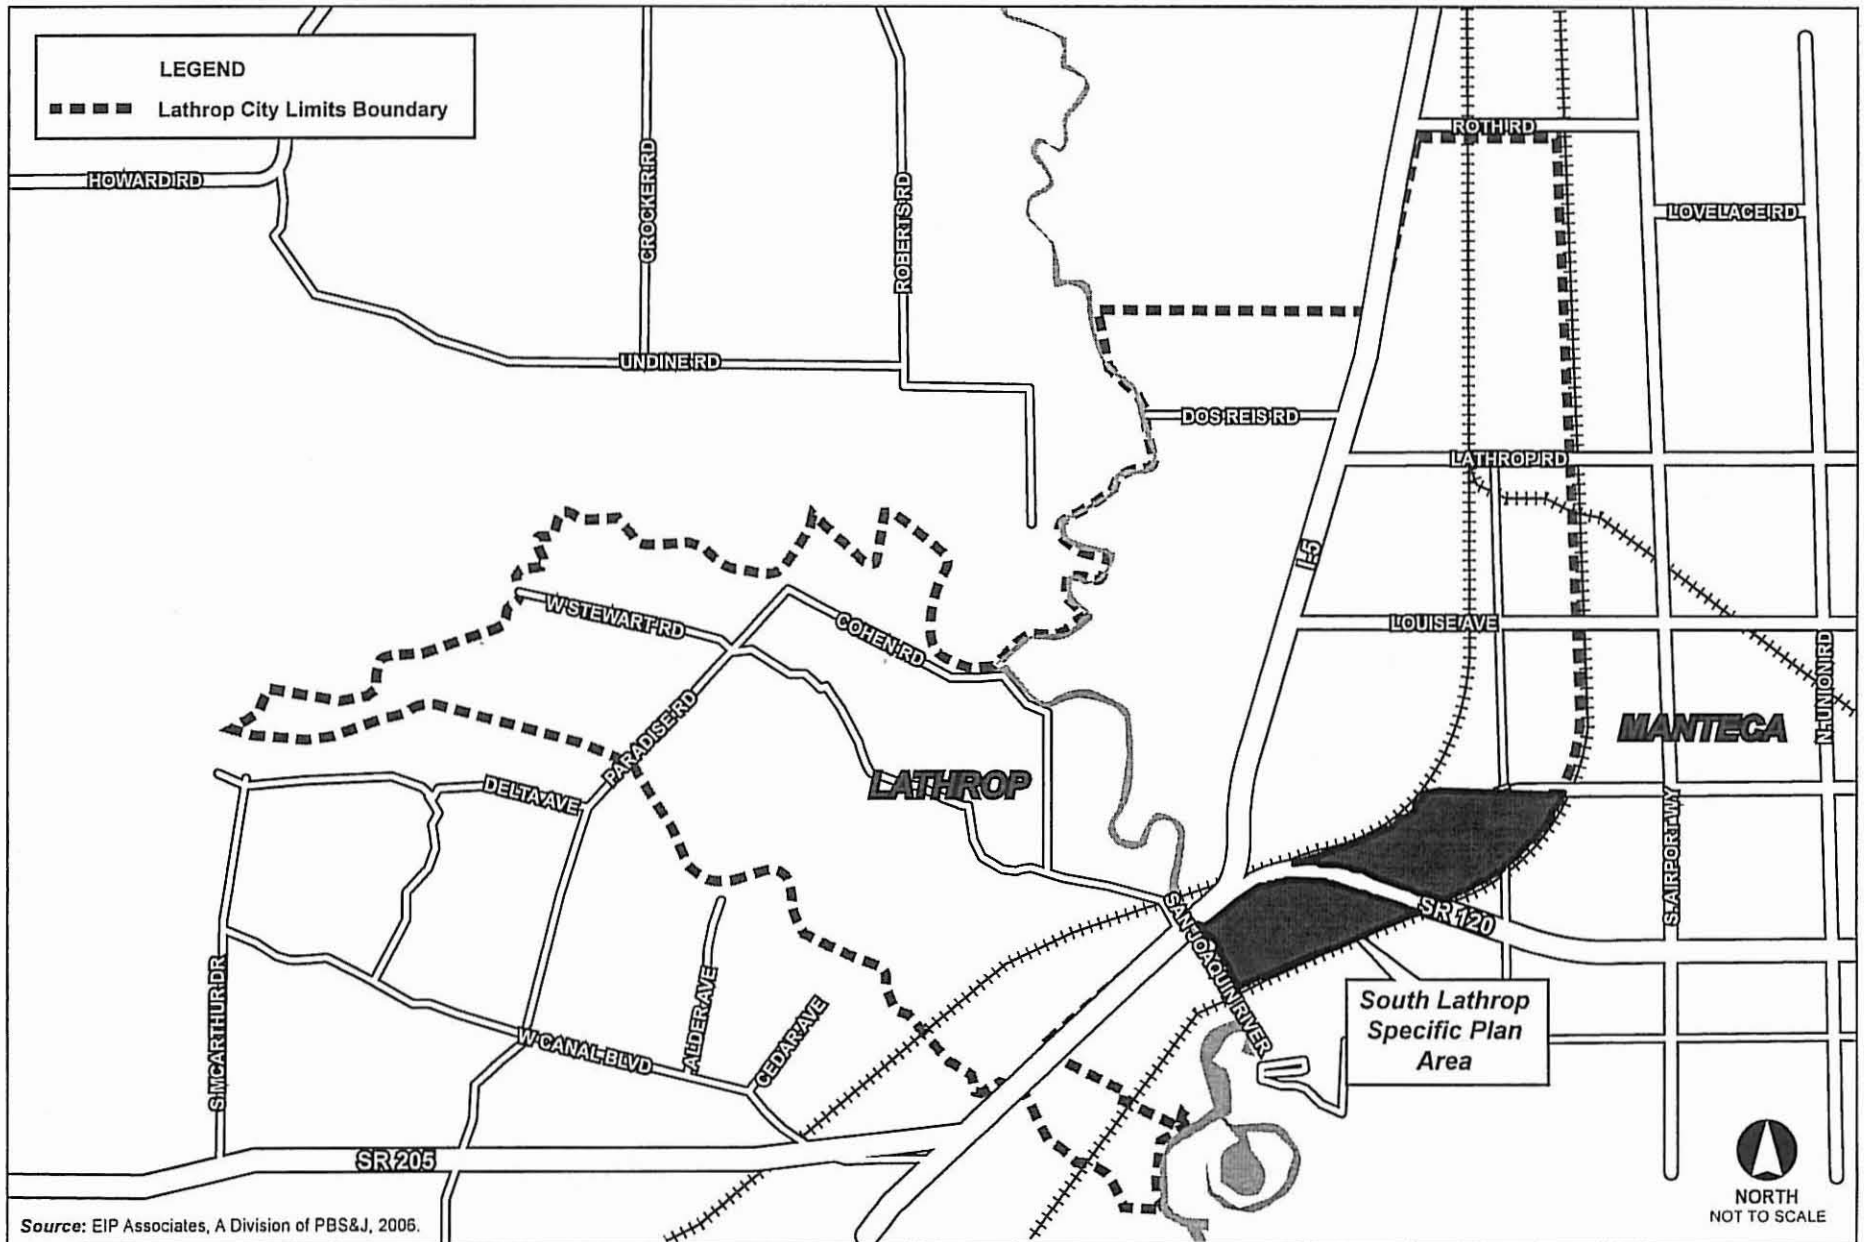 LEGEND
Lathrop City Limits Boundary
HOWARD RD
CROCKER RD
ROBERTS RD
ROTH RD
LOVELACE RD
UNDINE RD
DOS REIS RD
LATHROP RD
I-5
W STEWART RD
COHEN RD
LOUISE AVE
N. UNION RD
PARADISE RD
MANTECA
LATHROP
DELTA AVE
S. AIRPORT WY
SR 120
SAN JOAQUIN RIVER
S. MCARTHUR DR
W CANAL BLVD
ALDER AVE
CEDAR AVE
South Lathrop
Specific Plan
Area
SR 205
NORTH
NOT TO SCALE
Source: EIP Associates, A Division of PBS&J, 2006.